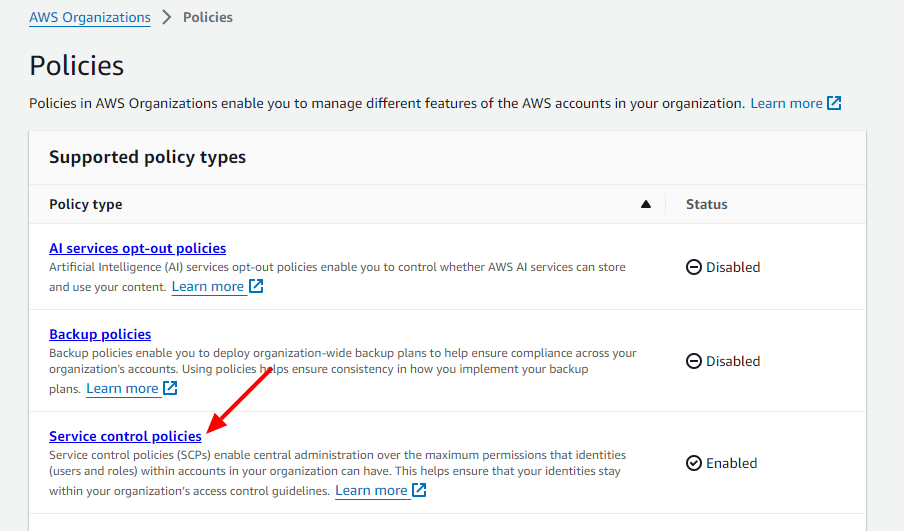 AWS Organizations > Policies
Policies
Policies in AWS Organizations enable you to manage different features of the AWS accounts in your organization. Learn more
Supported policy types
Policy type Status
AI services opt-out policies
Artificial Intelligence (AI) services opt-out policies enable you to control whether AWS AI services can store
and use your content. Learn more
Disabled
Backup policies
Backup policies enable you to deploy organization-wide backup plans to help ensure compliance across your
organization's accounts. Using policies helps ensure consistency in how you implement your backup
plans. Learn more
Disabled
Service control policies
Service control policies (SCPs) enable central administration over the maximum permissions that identities
(users and roles) within accounts in your organization can have. This helps ensure that your identities stay
within your organization's access control guidelines. Learn more
Enabled